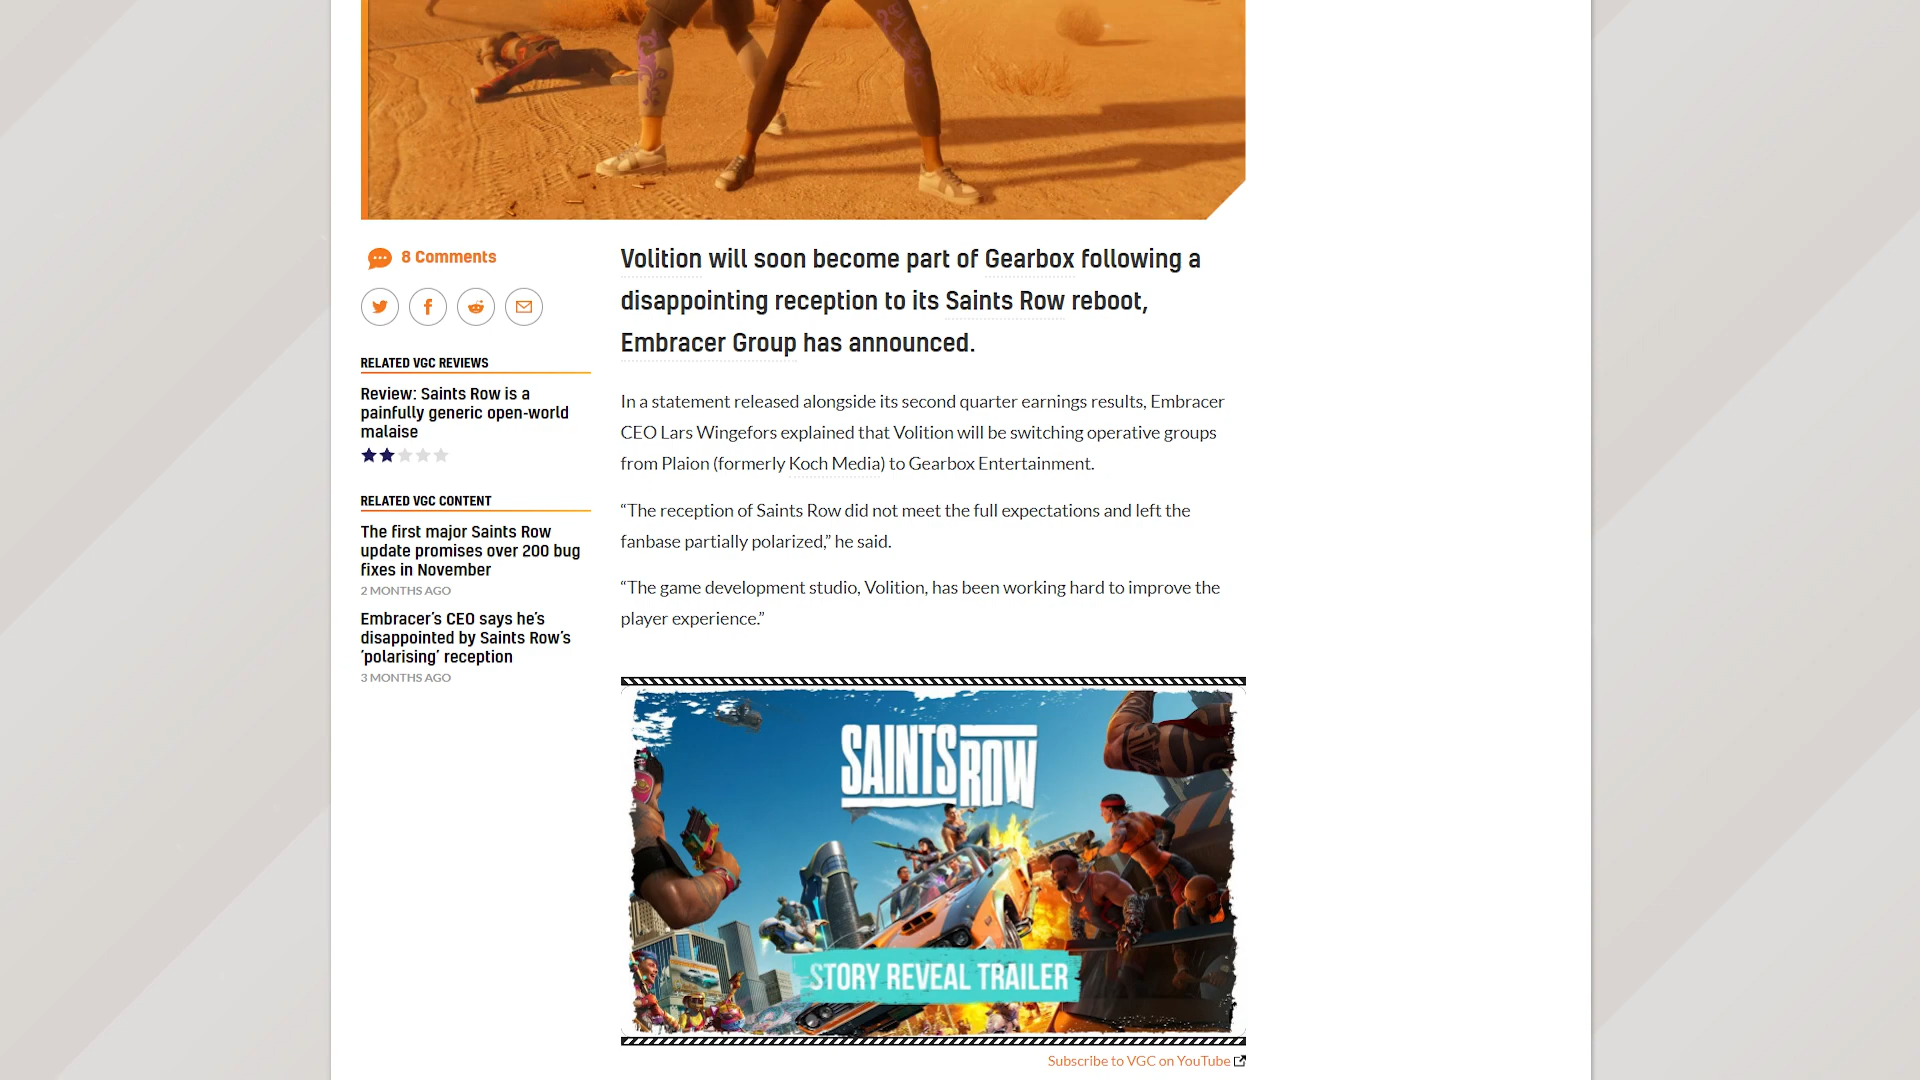 8 Comments
RELATED VGC REVIEWS
Review: Saints Row is a
painfully generic open-world
malaise
RELATED VGC CONTENT
The first major Saints Row
update promises over 200 bug
fixes in November
2 MONTHS AGO
Embracer’s CEO says he’s
disappointed by Saints Row’s
‘polarising’ reception
3 MONTHS AGO
Volition will soon become part of Gearbox following a
disappointing reception to its Saints Row reboot,
Embracer Group has announced.
In a statement released alongside its second quarter earnings results, Embracer
CEO Lars Wingefors explained that Volition will be switching operative groups
from Plaion (formerly Koch Media) to Gearbox Entertainment.
“The reception of Saints Row did not meet the full expectations and left the
fanbase partially polarized,” he said.
“The game development studio, Volition, has been working hard to improve the
player experience.”
SAINTS ROW
STORY REVEAL TRAILER
Subscribe to VGC on YouTube